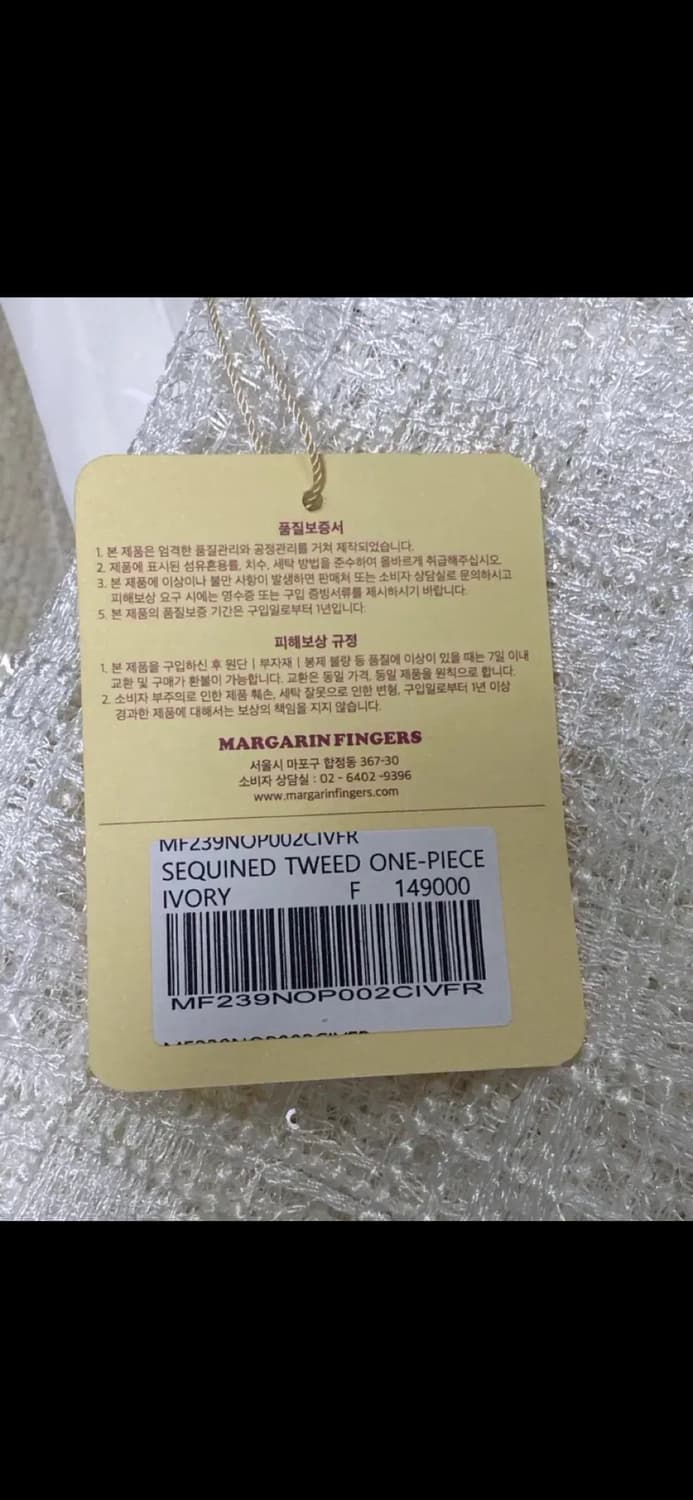 품질보증서
1. 본 제품은 엄격한 품질관리와 공정관리를 거쳐 제작되었습니다.
2. 제품에 표시된 섬유혼용률, 치수, 세탁 방법을 준수하여 올바르게 취급해주십시오.
3. 본 제품에 이상이나 불만 사항이 발생하면 판매처 또는 소비자 상담실로 문의하시고
피해보상 요구 시에는 영수증 또는 구입 증빙서류를 제시하시기 바랍니다.
5. 본 제품의 품질보증 기간은 구입일로부터 1년입니다.
피해보상 규정
1. 본 제품을 구입하신 후 원단 | 부자재 | 봉제 불량 등 품질에 이상이 있을 때는 7일 이내
교환 및 구매가 환불이 가능합니다. 교환은 동일 가격, 동일 제품을 원칙으로 합니다.
2. 소비자 부주의로 인한 제품 훼손, 세탁 잘못으로 인한 변형, 구입일로부터 1년 이상
경과한 제품에 대해서는 보상의 책임을 지지 않습니다.
MARGARIN FINGERS
서울시 마포구 합정동 367-30
소비자 상담실 : 02 - 6402 -9396
www.margarinfingers.com
MF239NOP002CIVFR
SEQUINED TWEED ONE-PIECE
IVORY F 149000
MF239NOP002CIVFR